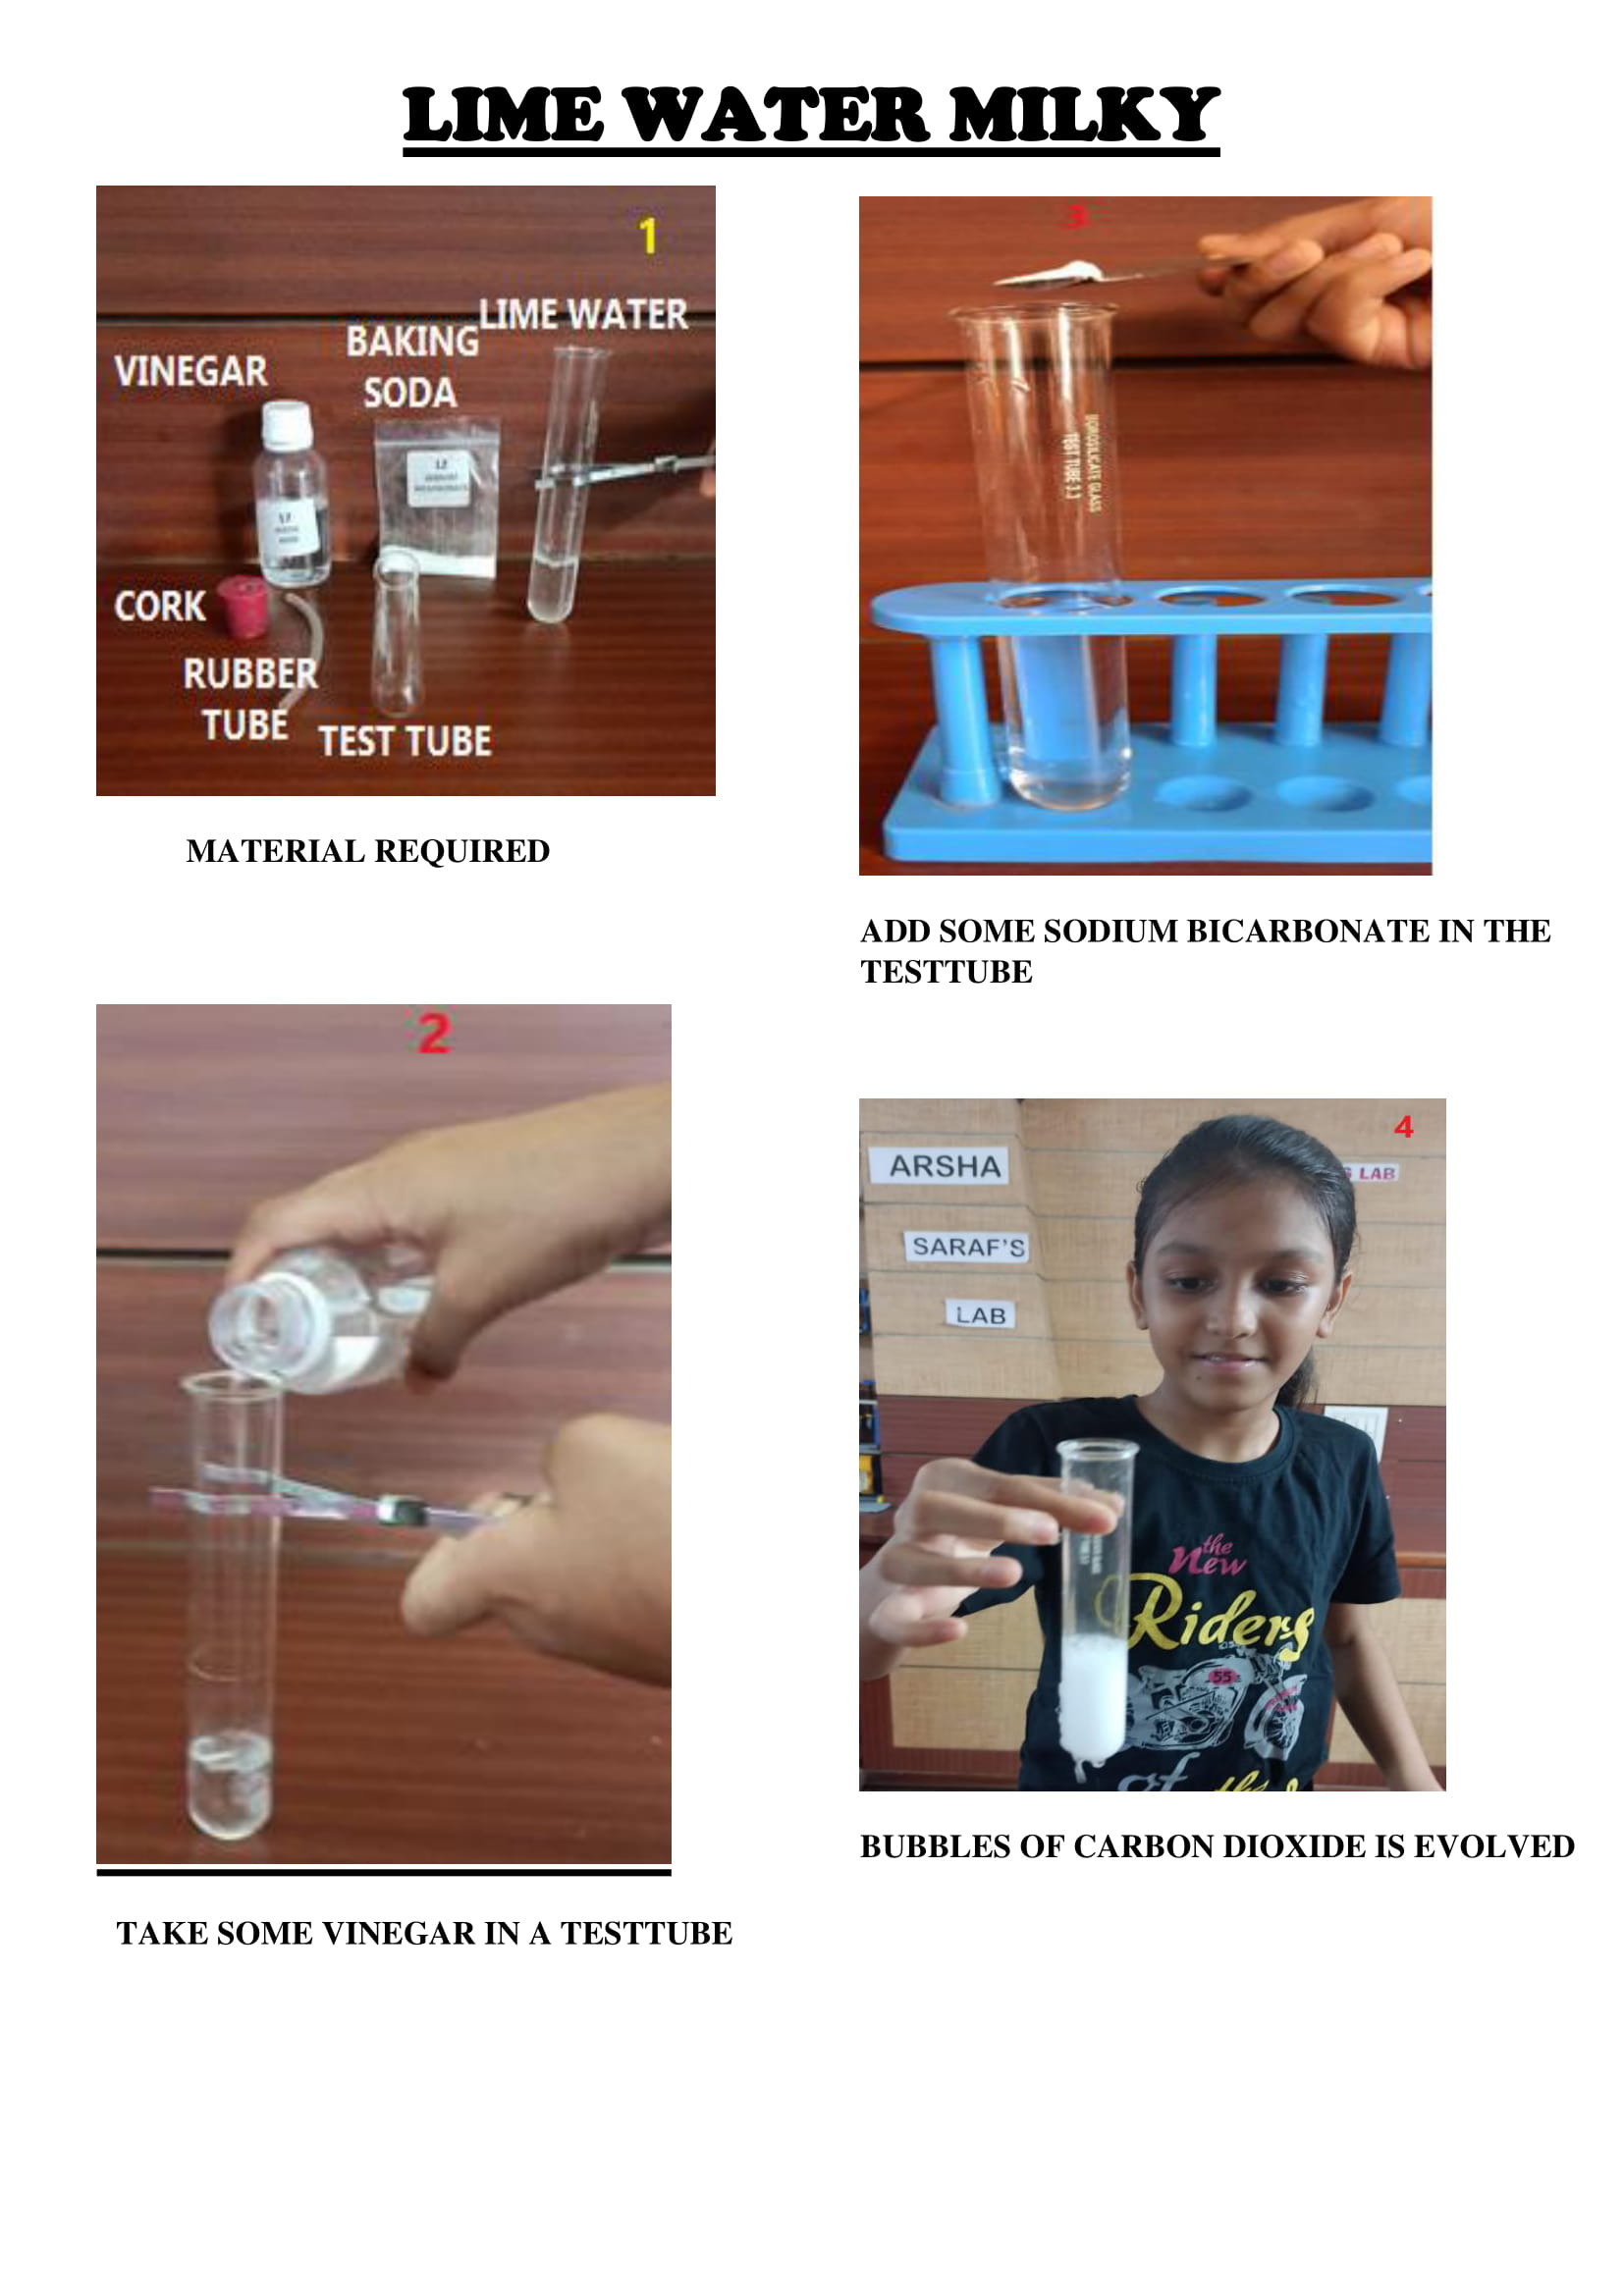 LIME WATER MILKY
1
LIME WATER
BAKING
SODA
VINEGAR
CORK
RUBBER
TUBE
TEST TUBE
MATERIAL REQUIRED
2
TAKE SOME VINEGAR IN A TESTTUBE
3
BOROSILICATE GLASS
TEST TUBE 3.3
ADD SOME SODIUM BICARBONATE IN THE
TESTTUBE
4
ARSHA
SARAF'S
LAB
LAB
the
New
Riders
55
of the
BUBBLES OF CARBON DIOXIDE IS EVOLVED